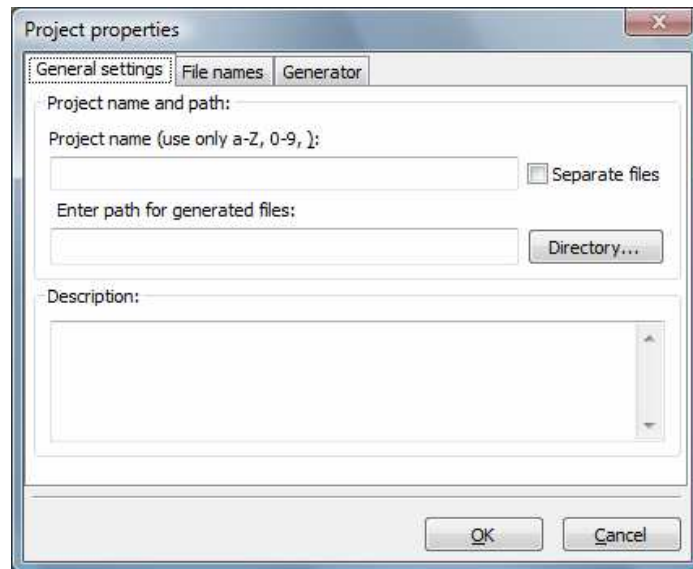 Project properties
General settings File names Generator
Project name and path:
Project name (use only a-Z, 0-9, ):
Separate files
Enter path for generated files:
Directory...
Description:
OK Cancel